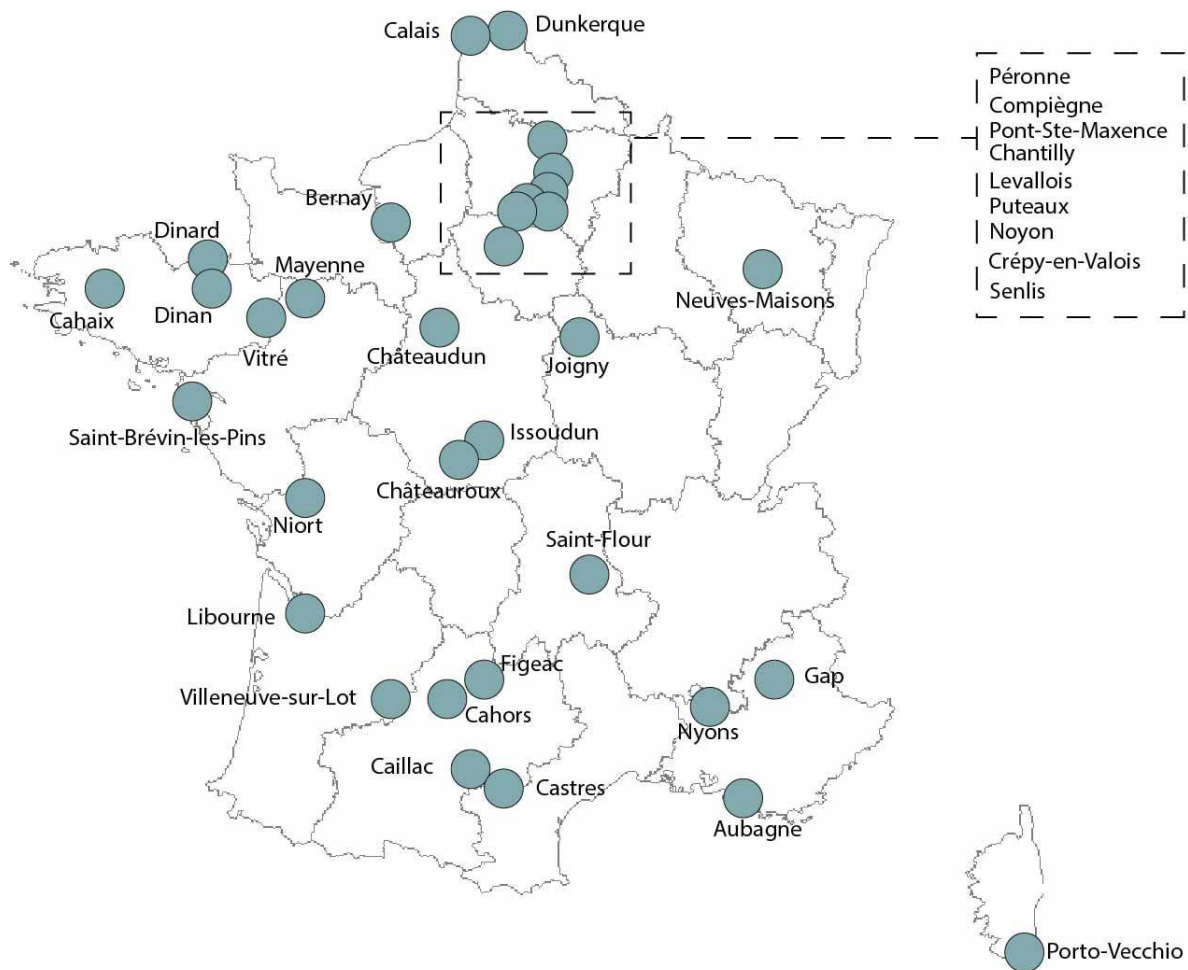 Calais
Dunkerque
Péronne
Compiègne
Pont-Ste-Maxence
Chantilly
Levallois
Puteaux
Noyon
Crépy-en-Valois
Senlis
Bernay
Dinard
Mayenne
Neuves-Maisons
Cahaix
Dinan
Vitré
Châteaudun
Joigny
Saint-Brévin-les-Pins
Issoudun
Châteauroux
Niort
Saint-Flour
Libourne
Figeac
Gap
Villeneuve-sur-Lot
Cahors
Nyons
Caillac
Castres
Aubagne
Porto-Vecchio